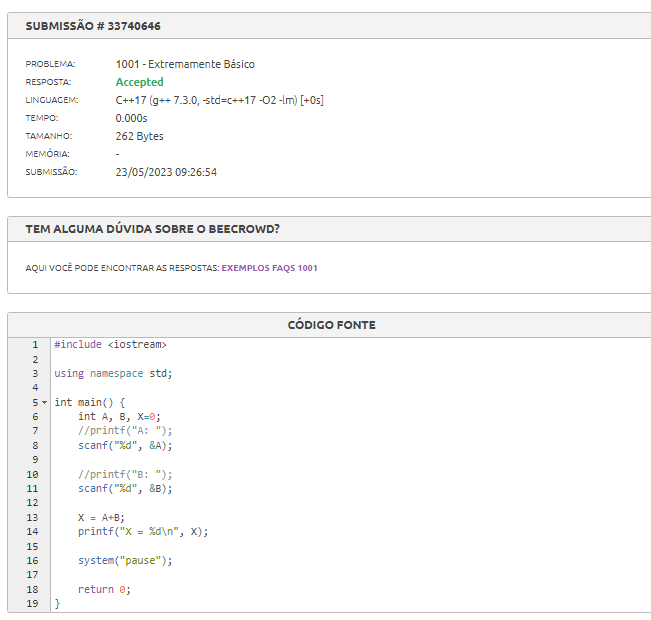 SUBMISSÃO # 33740646
PROBLEMA: 1001 - Extremamente Básico
RESPOSTA: Accepted
LINGUAGEM: C++17 (g++ 7.3.0, -std=c++17 -O2 -lm) [+0s]
TEMPO: 0.000s
TAMANHO: 262 Bytes
MEMÓRIA: -
SUBMISSÃO: 23/05/2023 09:26:54
TEM ALGUMA DÚVIDA SOBRE O BEECROWD?
AQUI VOCÊ PODE ENCONTRAR AS RESPOSTAS: EXEMPLOS FAQS 1001
CÓDIGO FONTE
1 #include <iostream>
2
3 using namespace std;
4
5 int main() {
6     int A, B, X=0;
7     //printf("A: ");
8     scanf("%d", &A);
9
10     //printf("B: ");
11     scanf("%d", &B);
12
13     X = A+B;
14     printf("X = %d\n", X);
15
16     system("pause");
17
18     return 0;
19 }